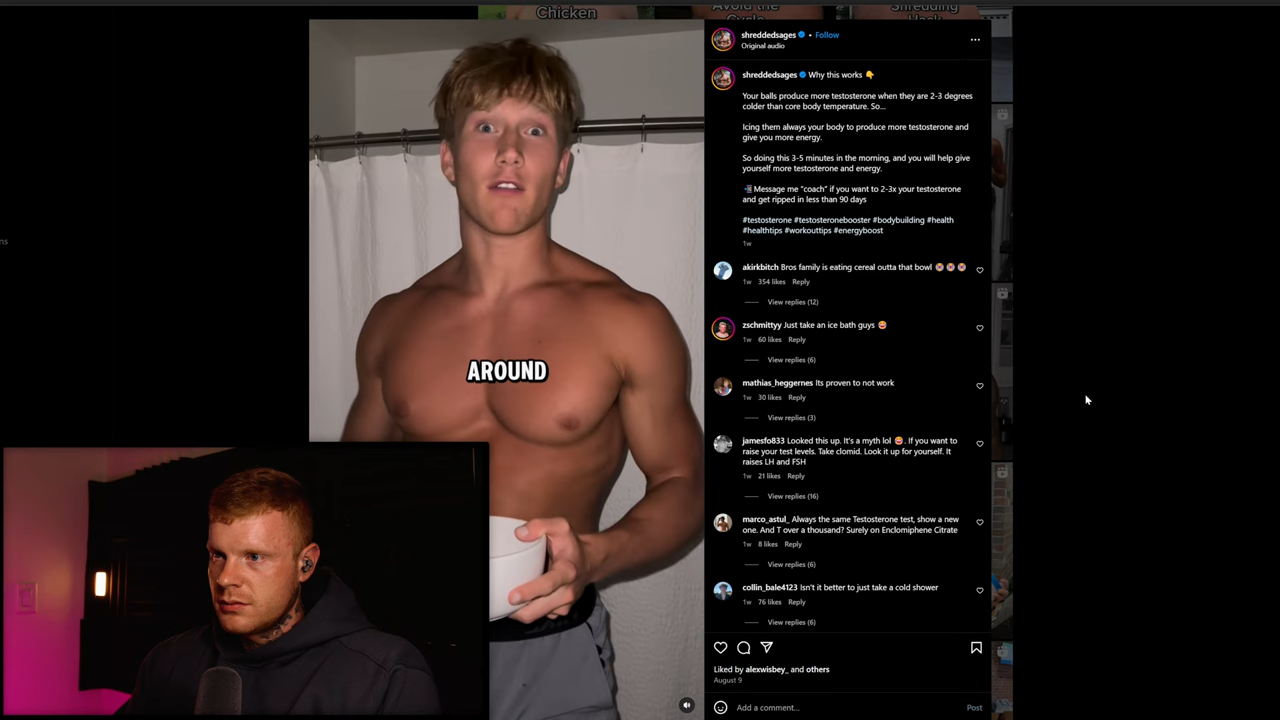 Chicken
Avoid the
Cycle
Shredding
Hack
shreddedsages • Follow
Original audio
shreddedsages Why this works 👇
Your balls produce more testosterone when they are 2-3 degrees
colder than core body temperature. So...
Icing them always your body to produce more testosterone and
give you more energy.
So doing this 3-5 minutes in the morning, and you will help give
yourself more testosterone and energy.
📲Message me “coach” if you want to 2-3x your testosterone
and get ripped in less than 90 days
#testosterone #testosteronebooster #bodybuilding #health
#healthtips #workouttips #energyboost
1w
akirkbitch Bros family is eating cereal outta that bowl
1w 354 likes Reply
View replies (12)
zschmittyy Just take an ice bath guys
1w 60 likes Reply
View replies (6)
mathias_heggernes Its proven to not work
1w 30 likes Reply
View replies (3)
jamesfo833 Looked this up. It’s a myth lol . If you want to
raise your test levels. Take clomid. Look it up for yourself. It
raises LH and FSH
1w 21 likes Reply
View replies (16)
marco_astul_ Always the same Testosterone test, show a new
one. And T over a thousand? Surely on Enclomiphene Citrate
1w 8 likes Reply
View replies (6)
collin_bale4123 Isn’t it better to just take a cold shower
1w 76 likes Reply
View replies (6)
Liked by alexwisbey_ and others
August 9
Add a comment... Post
AROUND
ns